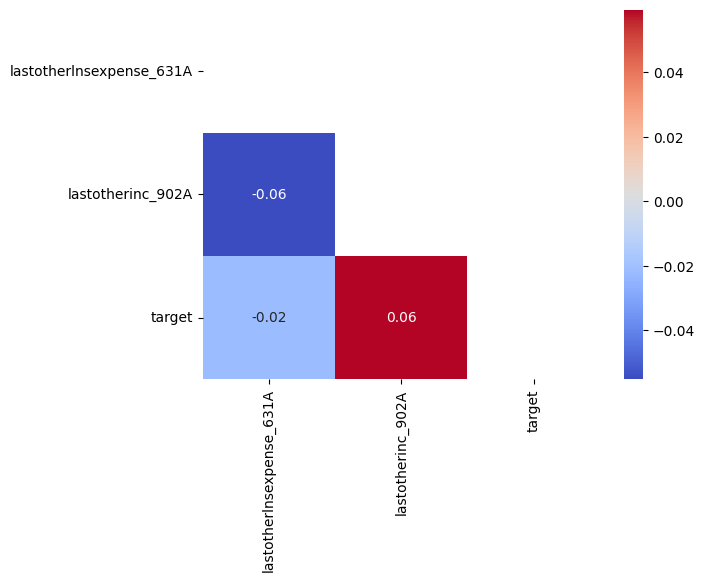 lastotherlnsexpense_631A
lastotherinc_902A
target
-0.06
-0.02
0.06
lastotherlnsexpense_631A
lastotherinc_902A
target
0.04
0.02
0.00
−0.02
−0.04